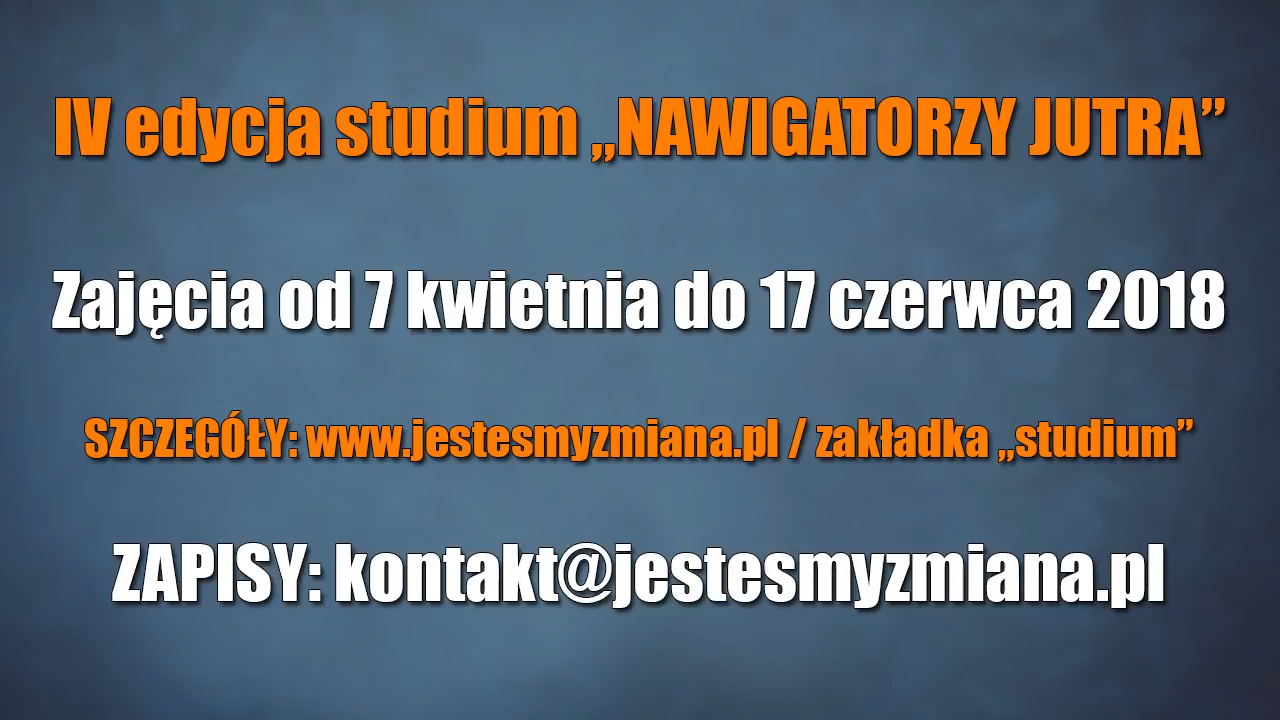 IV edycja studium „NAWIGATORZY JUTRA”
Zajęcia od 7 kwietnia do 17 czerwca 2018
SZCZEGÓŁY: www.jestesmyzmiana.pl / zakładka „studium”
ZAPISY: kontakt@jestesmyzmiana.pl